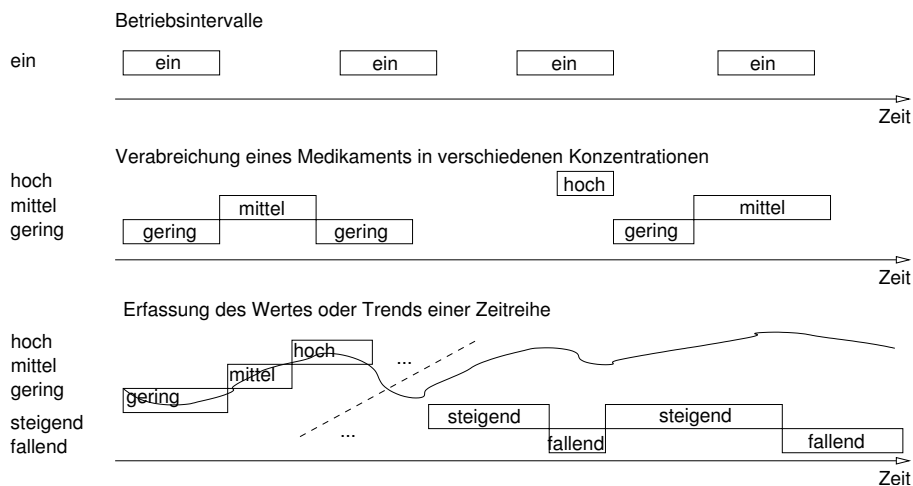 Betriebsintervalle
ein ein ein ein ein
Zeit
Verabreichung eines Medikaments in verschiedenen Konzentrationen
hoch hoch
mittel mittel mittel
gering gering gering gering
Zeit
Erfassung des Wertes oder Trends einer Zeitreihe
hoch hoch ...
mittel mittel
gering gering
steigend steigend steigend
fallend ... fallend fallend
Zeit